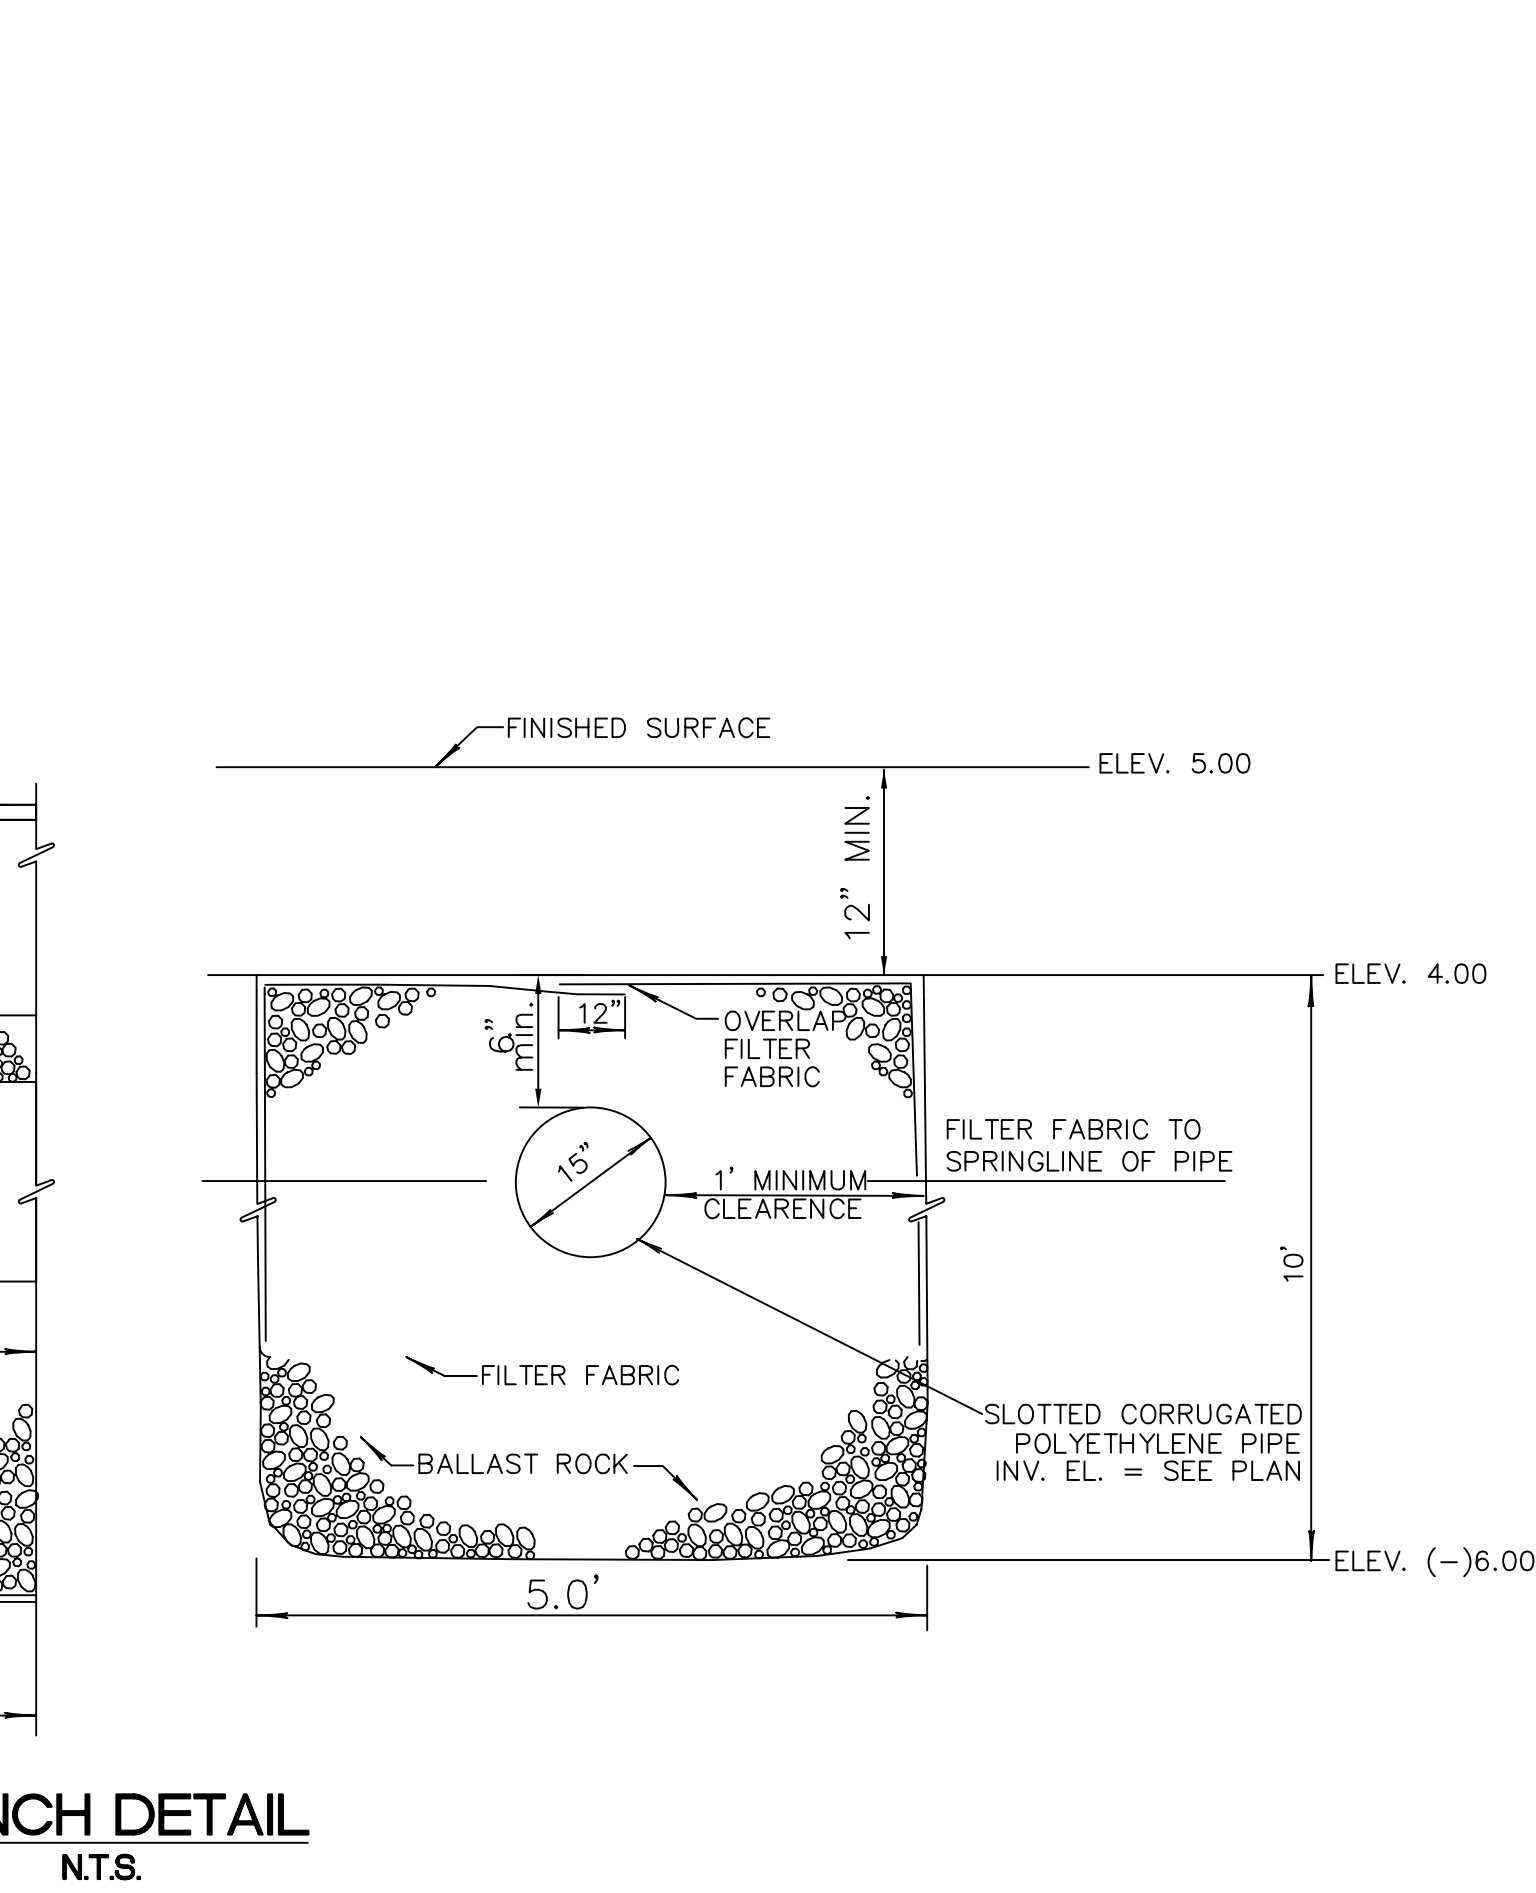 FINISHED SURFACE
ELEV. 5.00
12" MIN.
ELEV. 4.00
6"
min.
12"
OVERLAP
FILTER
FABRIC
FILTER FABRIC TO
SPRINGLINE OF PIPE
15"
1' MINIMUM
CLEARENCE
10'
FILTER FABRIC
SLOTTED CORRUGATED
POLYETHYLENE PIPE
INV. EL. = SEE PLAN
BALLAST ROCK
ELEV. (-)6.00
5.0'
NCH DETAIL
N.T.S.